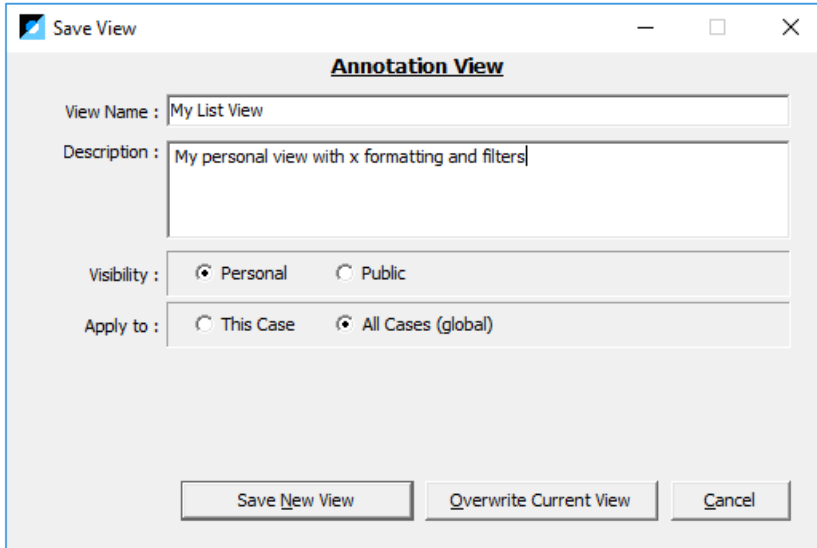 Save View
Annotation View
View Name : My List View
Description : My personal view with x formatting and filters
Visibility : Personal Public
Apply to : This Case All Cases (global)
Save New View Overwrite Current View Cancel